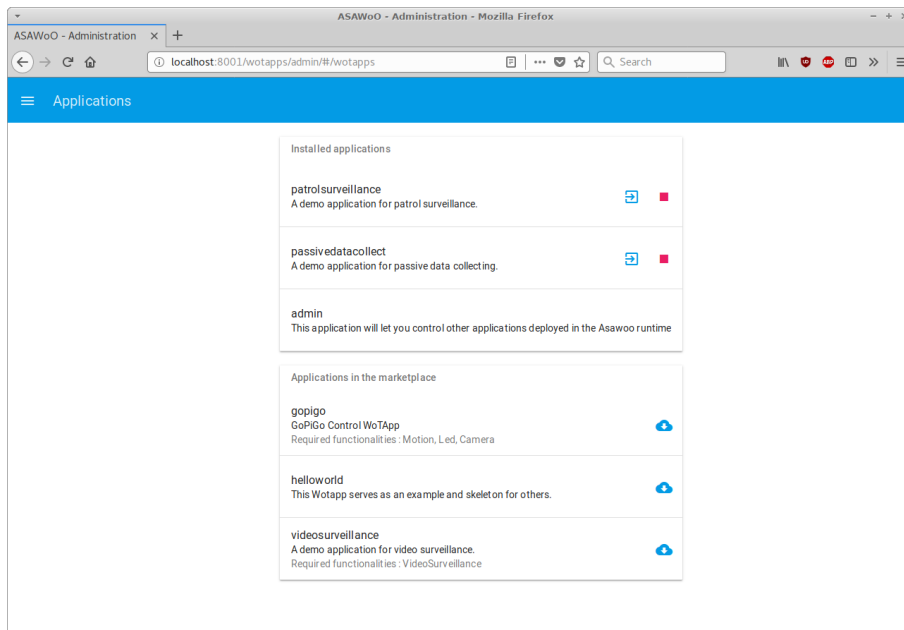 ASAWoO - Administration - Mozilla Firefox
ASAWoO - Administration
localhost:8001/wotapps/admin/#/wotapps
Search
Applications
Installed applications
patrolsurveillance
A demo application for patrol surveillance.
passivedatacollect
A demo application for passive data collecting.
admin
This application will let you control other applications deployed in the Asawoo runtime
Applications in the marketplace
gopigo
GoPiGo Control WoTApp
Required functionalities : Motion, Led, Camera
helloworld
This Wotapp serves as an example and skeleton for others.
videosurveillance
A demo application for video surveillance.
Required functionalities : VideoSurveillance